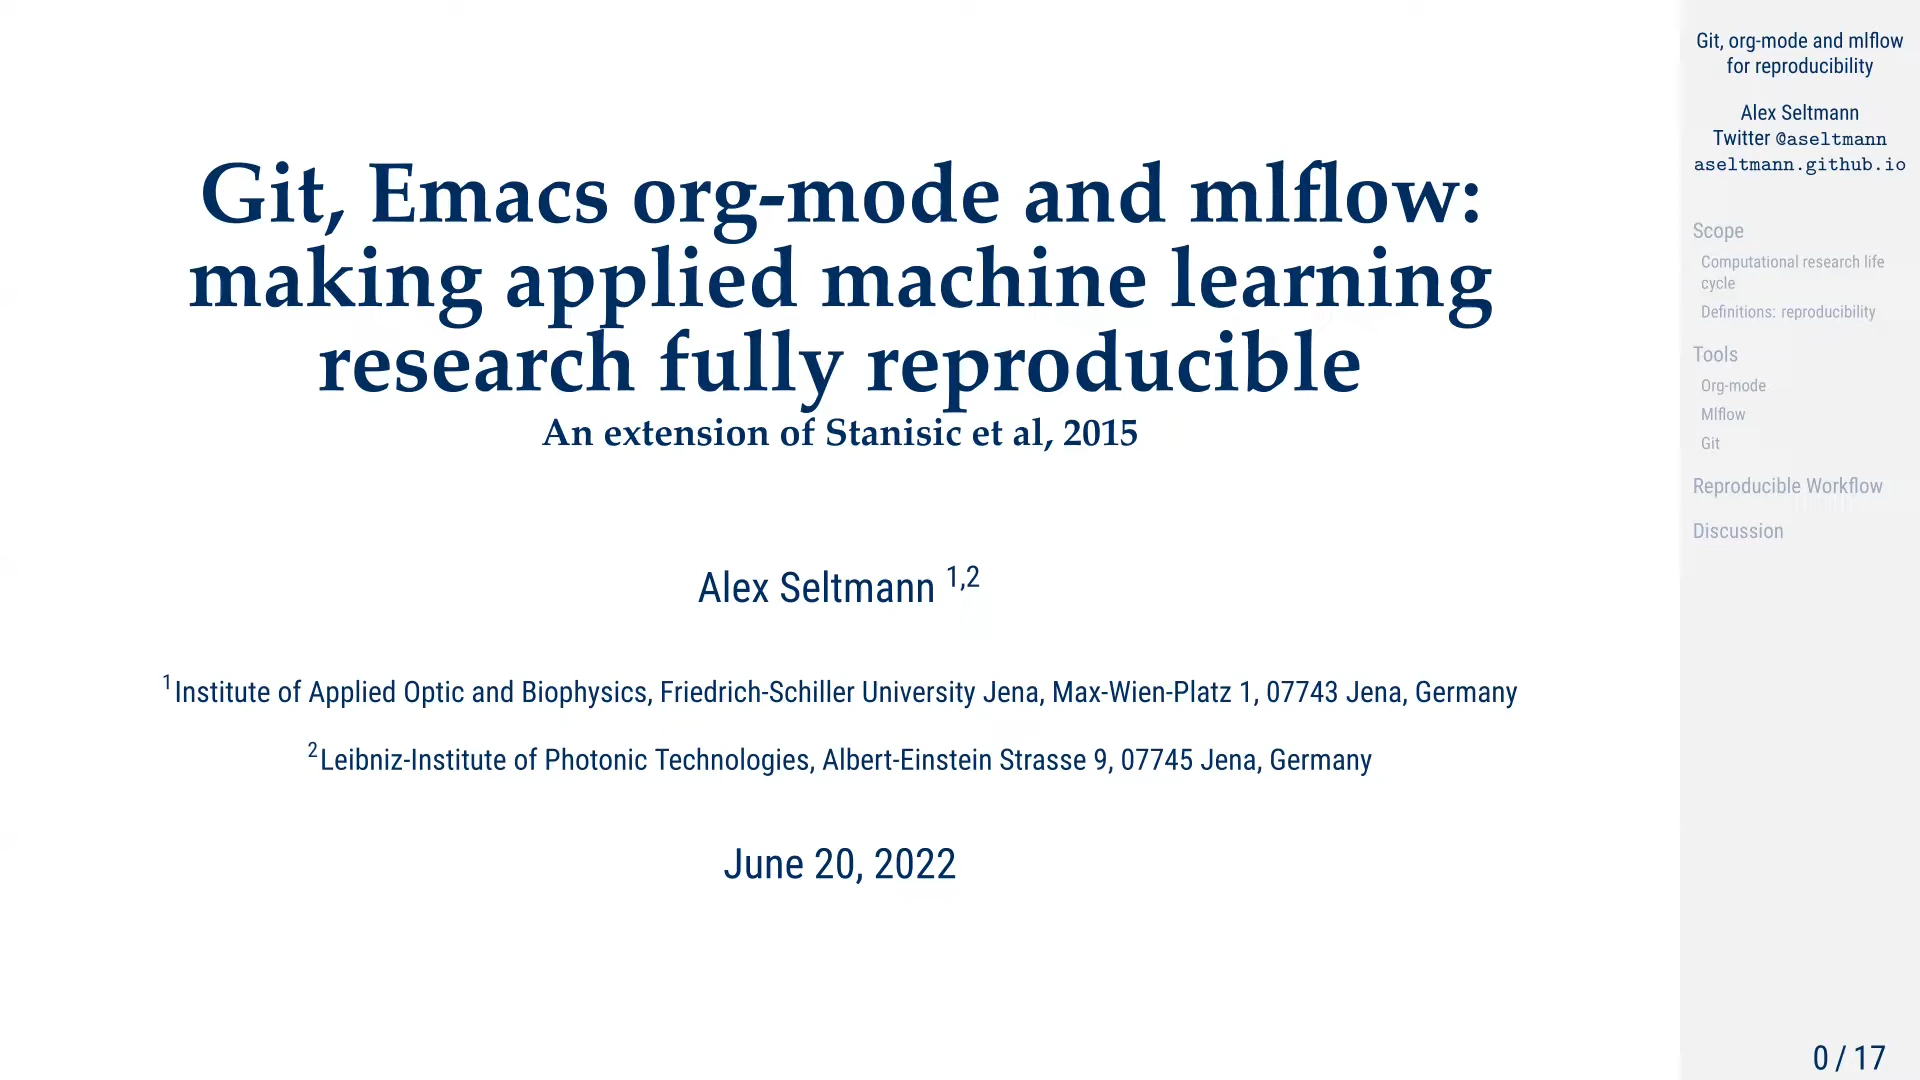 Git, Emacs org-mode and mlflow:
making applied machine learning
research fully reproducible
An extension of Stanisic et al, 2015
Alex Seltmann 1,2
1 Institute of Applied Optic and Biophysics, Friedrich-Schiller University Jena, Max-Wien-Platz 1, 07743 Jena, Germany
2 Leibniz-Institute of Photonic Technologies, Albert-Einstein Strasse 9, 07745 Jena, Germany
June 20, 2022
Git, org-mode and mlflow
for reproducibility
Alex Seltmann
Twitter @aseltmann
aseltmann.github.io
Scope
Computational research life
cycle
Definitions: reproducibility
Tools
Org-mode
Mlflow
Git
Reproducible Workflow
Discussion
0 / 17